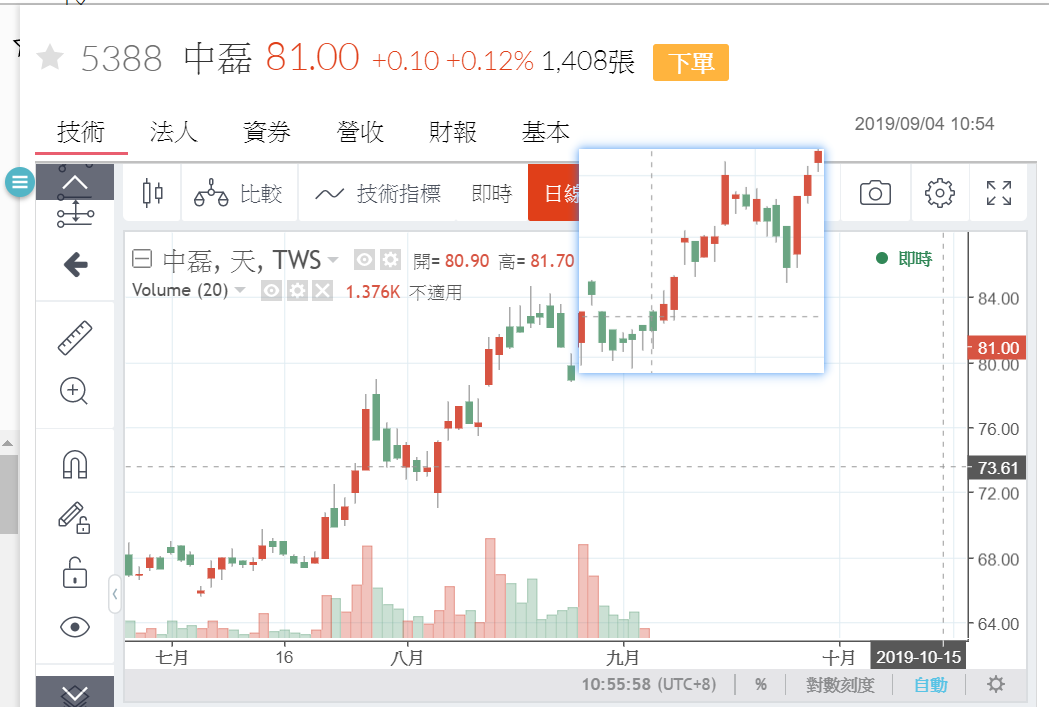 5388 中磊 81.00 +0.10 +0.12% 1,408張 下單
技術 法人 資券 營收 財報 基本
2019/09/04 10:54
比較 技術指標 即時 日線
中磊, 天, TWS 開= 80.90 高= 81.70
即時
Volume (20) 1.376K 不適用
84.00
81.00
80.00
76.00
73.61
72.00
68.00
64.00
七月 16 八月 九月 十月 2019-10-15
10:55:58 (UTC+8) % 對數刻度 自動